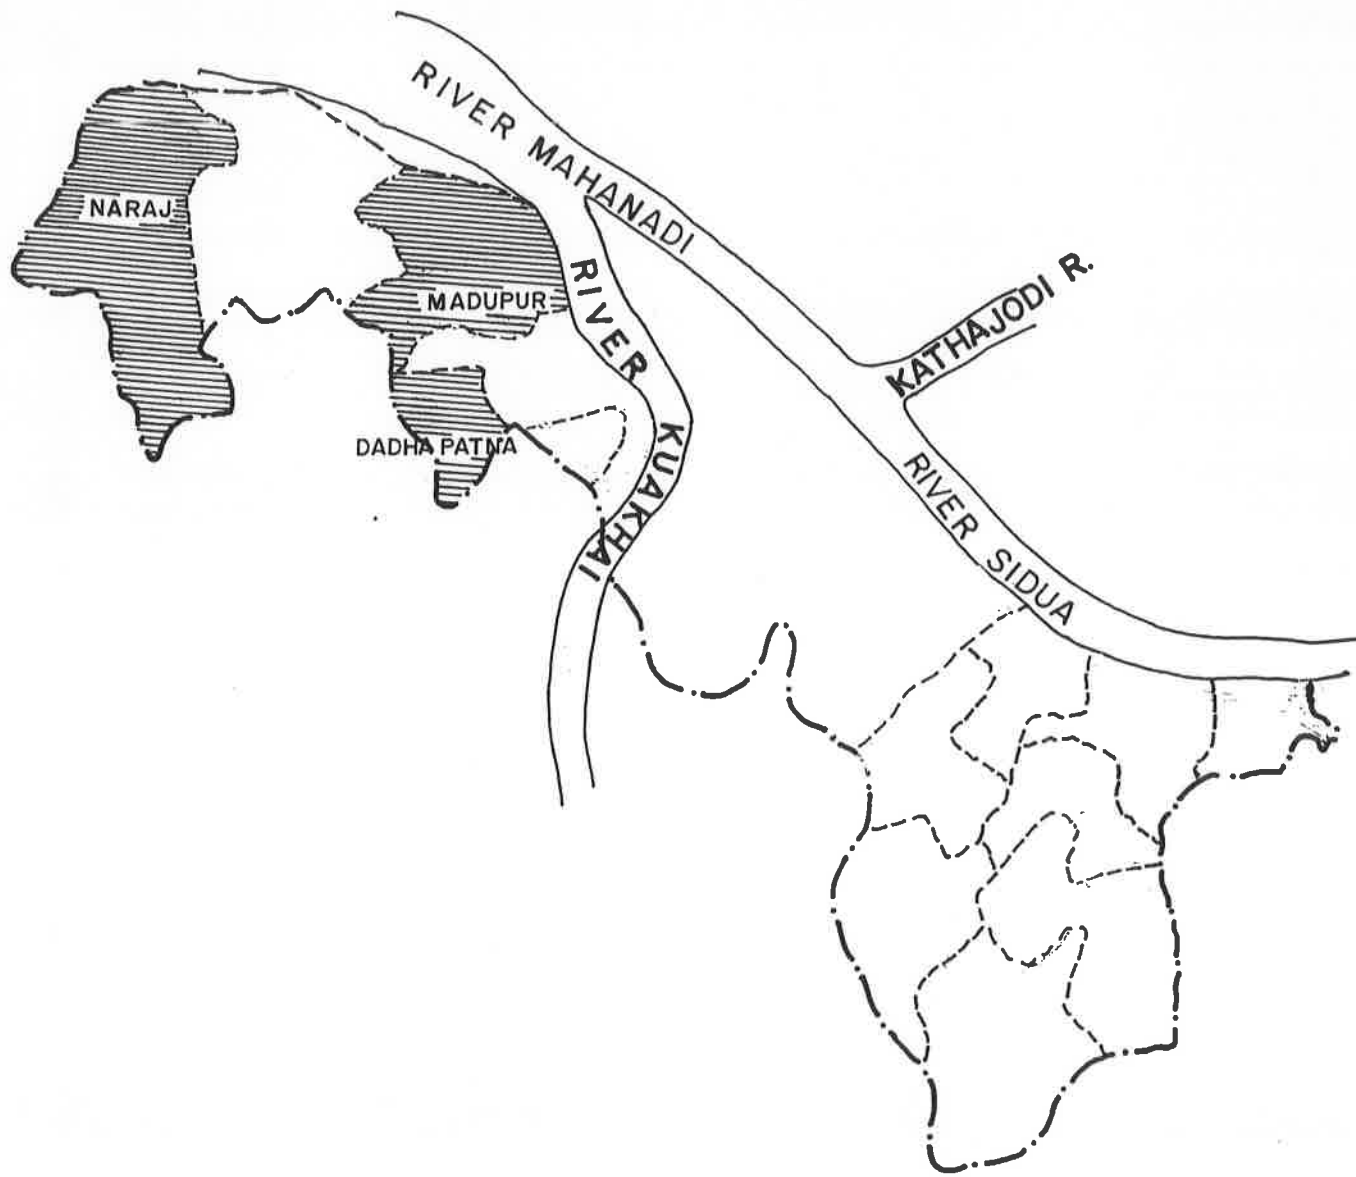 RIVER MAHANADI
NARAJ
MADUPUR
RIVER KUAKHAI
KATHAJODI R.
DADHA PATNA
RIVER SIDUA